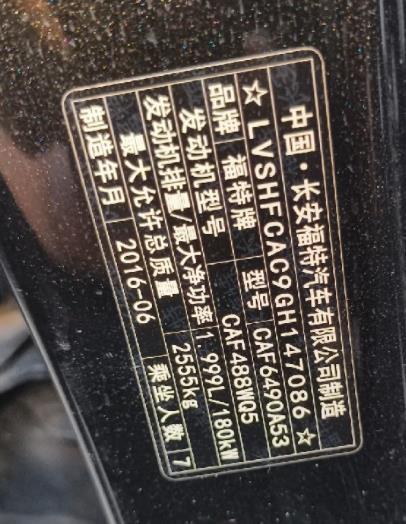 中国·长安福特汽车有限公司制造
☆LVSHFCAC9GH147086☆
品牌 福特牌 型号 CAF6490A53
发动机型号 CAF488WQ5
发动机排量/最大净功率 1.999L/180kW
最大允许总质量 2555kg
制造年月 2016-06 乘坐人数 7